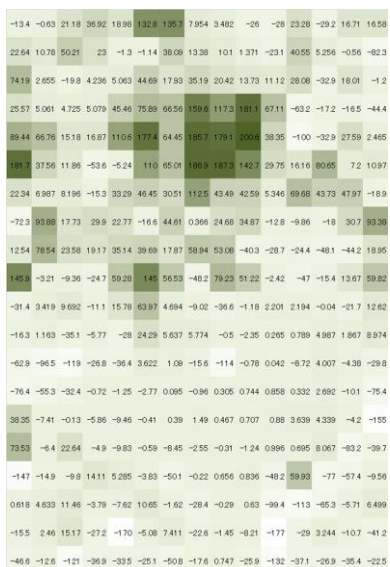 -13.4 -0.63 21.18 36.92 18.98 132.8 135.7 7.954 3.482 -26 -28 23.28 -29.2 16.71 16.58
22.64 10.78 50.21 23 -1.3 -1.14 38.08 13.38 10.1 1.371 -23.1 40.55 5.256 -0.56 -82.3
74.19 2.655 -19.8 4.236 5.063 44.69 17.93 35.19 20.42 13.73 11.12 28.08 -32.9 18.01 -1.2
25.57 5.061 4.725 5.079 45.46 75.89 66.56 159.6 117.3 181.1 67.11 -63.2 -17.2 -16.5 -44.4
89.44 66.76 15.18 16.87 110.6 177.4 64.45 185.7 179.1 200.6 38.35 -100 -32.9 27.59 2.465
181.7 37.56 11.86 -53.6 -5.24 110 65.01 186.9 187.3 142.7 29.75 16.16 80.65 7.2 10.97
22.34 6.987 8.196 -15.3 33.29 46.45 30.51 112.5 43.49 42.59 5.346 69.68 43.73 47.97 -18.9
-72.3 93.88 17.73 29.9 22.77 -16.6 44.61 0.366 24.68 34.87 -12.8 -9.86 -18 30.7 93.38
12.54 78.54 23.58 19.17 35.14 39.69 17.87 58.94 53.08 -40.3 -28.7 -24.4 -48.1 -44.2 18.95
145.9 -3.21 -9.36 -24.7 59.28 145 56.53 -48.2 79.23 51.22 -2.42 -47 -15.4 13.67 59.82
-31.4 3.419 9.692 -11.1 15.78 63.97 4.694 -9.02 -36.6 -1.18 2.201 2.194 -0.04 -21.7 12.62
-16.3 1.163 -35.1 -5.77 -28 24.29 5.637 5.774 -0.5 -2.35 0.265 0.789 4.987 1.867 8.974
-62.9 -96.5 -119 -26.8 -36.4 3.622 1.09 -15.6 -114 -0.78 0.042 -8.72 4.007 -4.38 -29.8
-76.4 -55.3 -32.4 -0.72 -1.25 -2.77 0.095 -0.96 0.305 0.744 0.858 0.332 2.692 -10.1 -75.4
38.35 -7.41 -0.13 -5.86 -9.46 -0.41 0.39 1.49 0.467 0.707 0.88 3.639 4.339 -4.2 -155
73.53 -6.4 22.64 -4.9 -9.83 -0.59 -8.45 -2.55 -0.31 -1.24 0.996 0.695 8.067 -83.2 -39.7
-147 -14.9 -9.8 14.11 5.285 -3.83 -50.1 -0.22 0.656 0.836 -48.2 59.93 -77 -57.4 -9.56
0.618 4.633 11.46 -3.79 -7.62 10.65 -1.62 -28.4 -0.29 0.63 -99.4 -113 -65.3 -5.71 6.499
-15.5 2.46 15.17 -27.2 -170 -5.08 7.411 -22.6 -1.45 -8.21 -177 -29 3.244 -10.7 -41.2
-46.6 -12.6 -121 -36.9 -33.5 -25.1 -50.8 -17.6 0.747 -25.9 -132 -37.1 -26.9 -35.4 -22.5